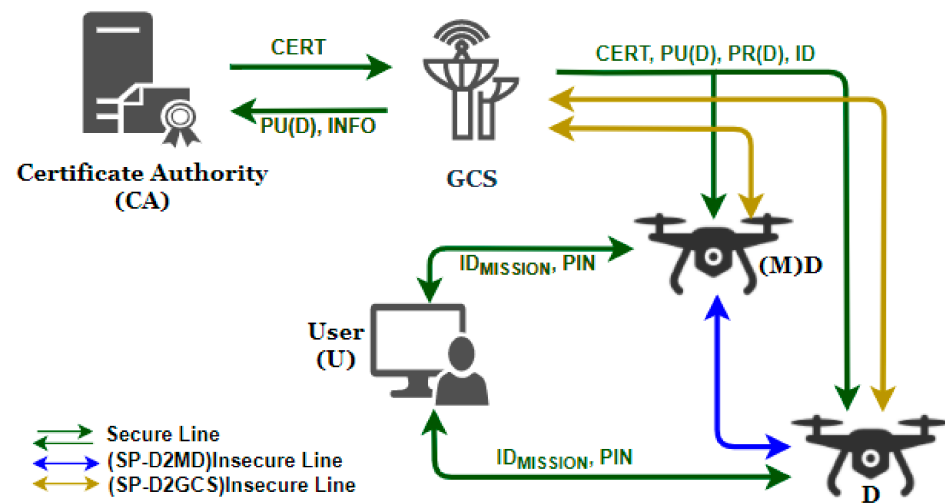 CERT
CERT, PU(D), PR(D), ID
PU(D), INFO
Certificate Authority
(CA)
GCS
(M)D
ID_MISSION, PIN
User
(U)
Secure Line
(SP-D2MD)Insecure Line
(SP-D2GCS)Insecure Line
ID_MISSION, PIN
D